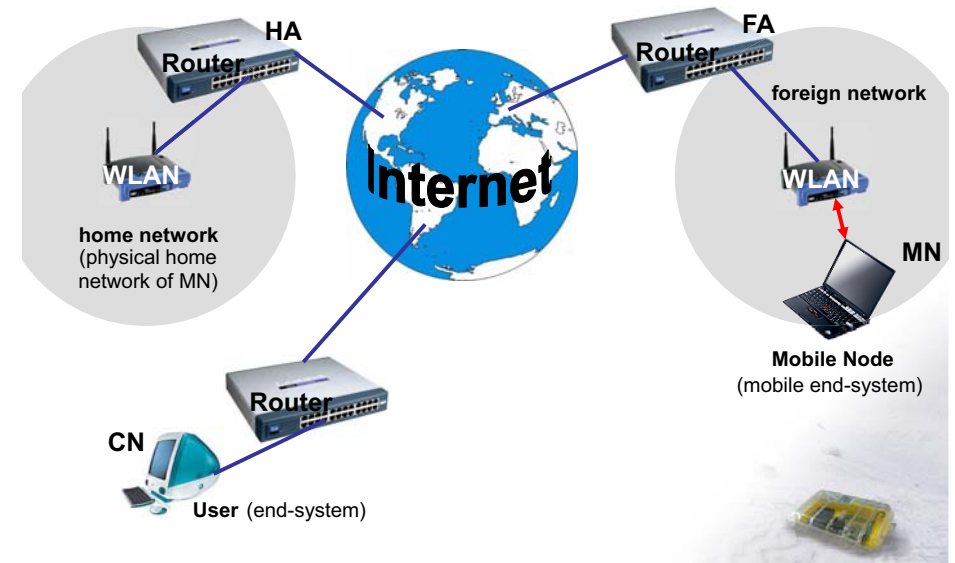 HA
Router
WLAN
home network
(physical home
network of MN)
Internet
FA
Router
foreign network
WLAN
MN
Mobile Node
(mobile end-system)
Router
CN
User (end-system)